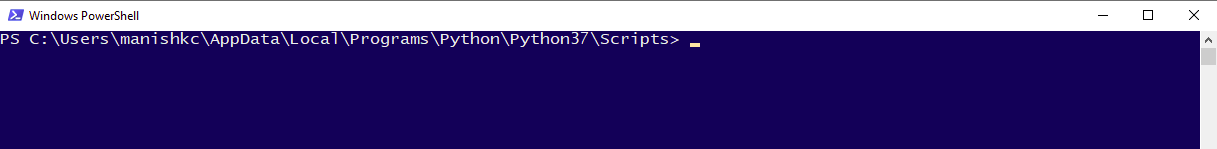 Windows PowerShell
PS C:\Users\manishkc\AppData\Local\Programs\Python\Python37\Scripts>